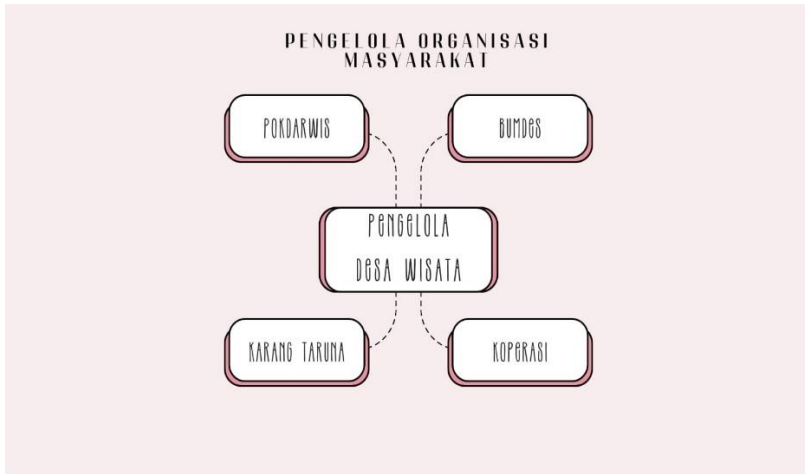 PENGELOLA ORGANISASI
MASYARAKAT
POKDARWIS
BUMDES
PENGELOLA
DESA WISATA
KARANG TARUNA
KOPERASI